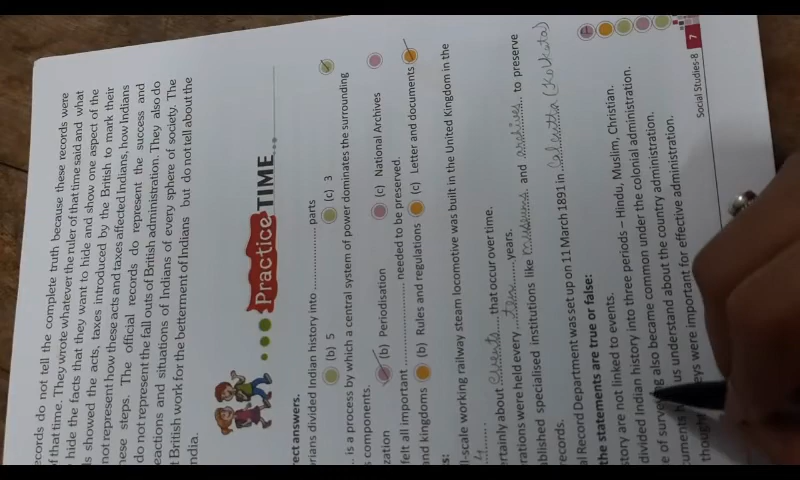 ecords do not tell the complete truth because these records were
f that time. They wrote whatever the ruler of that time said and what
hide the facts that they want to hide and show one aspect of the
ls showed the acts, taxes introduced by the British to mark their
not represent how these acts and taxes affected Indians, how Indians
hese steps. The official records do not represent the success and
do not represent the fall outs of British administration. They also do
eactions and situations of Indians of every sphere of society. The
t British work for the betterment of Indians but do not tell about the
ndia.
Practice TIME...
rect answers.
orians divided Indian history into .................. parts
(b) 5
(c) 3
.. is a process by which a central system of power dominates the surrounding
s components.
zation
(b) Periodisation
(c) National Archives
felt all important .................. needed to be preserved.
and kingdoms
(b) Rules and regulations
(c) Letter and documents
s:
ll-scale working railway steam locomotive was built in the United Kingdom in the
ertainly about events that occur over time.
rations were held every ten years.
blished specialised institutions like museums and archives to preserve
records.
al Record Department was set up on 11 March 1891 in Calcutta (Kolkata)
the statements are true or false:
story are not linked to events.
divided Indian history into three periods – Hindu, Muslim, Christian.
e of surveying also became common under the colonial administration.
cuments us understand about the country administration.
thought eys were important for effective administration.
Social Studies-8 7